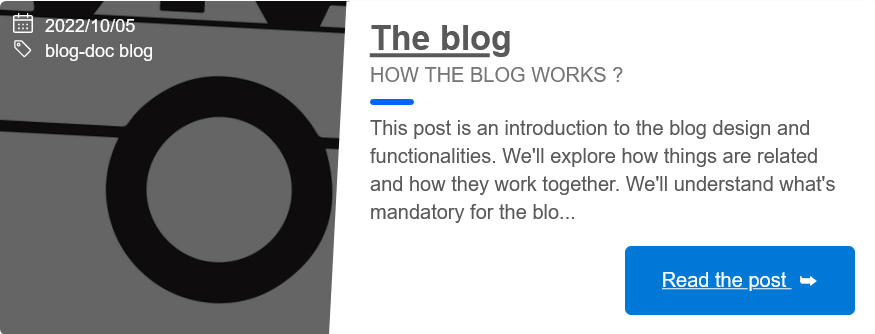 2022/10/05
blog-doc blog
The blog
HOW THE BLOG WORKS ?
This post is an introduction to the blog design and
functionalities. We'll explore how things are related
and how they work together. We'll understand what's
mandatory for the blo...
Read the post